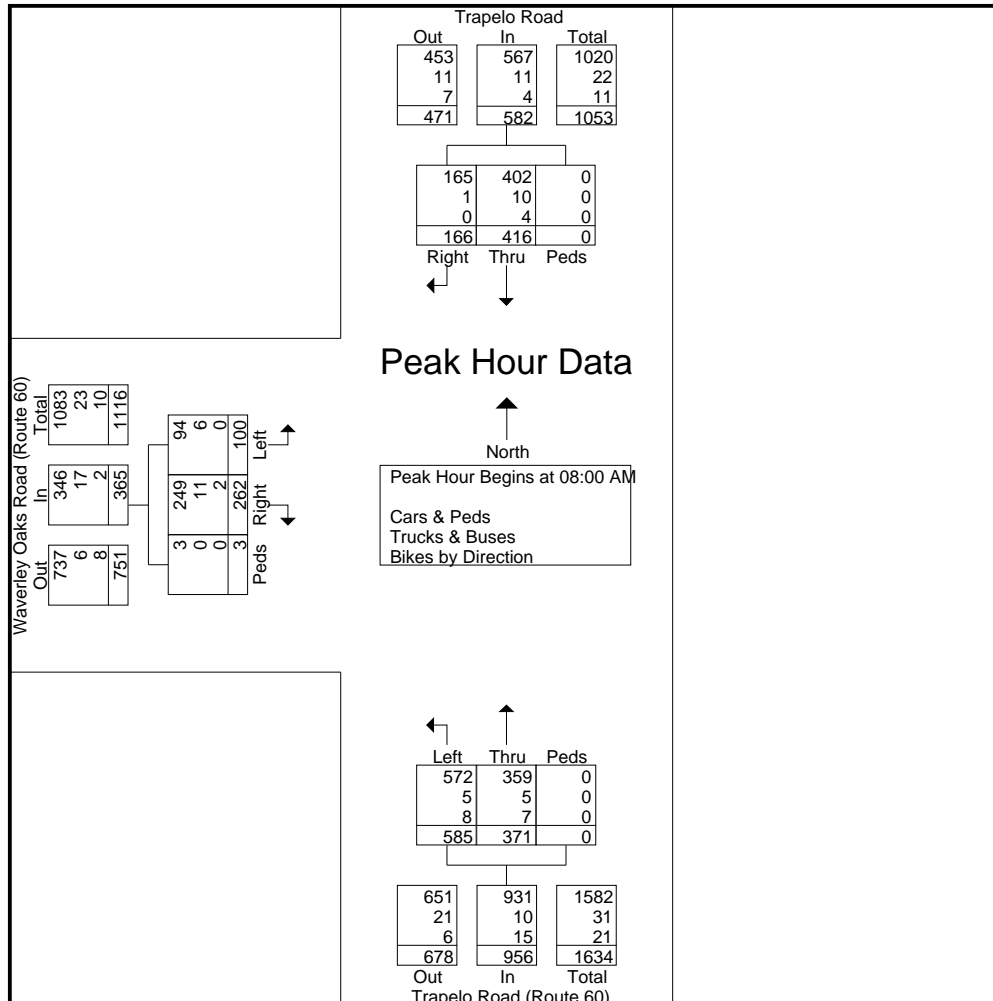 Trapelo Road
Out In Total
453 567 1020
11 11 22
7 4 11
471 582 1053
165 402 0
1 10 0
0 4 0
166 416 0
Right Thru Peds
Peak Hour Data
North
Peak Hour Begins at 08:00 AM
Cars & Peds
Trucks & Buses
Bikes by Direction
Waverley Oaks Road (Route 60)
Out In Total
737 346 1083
6 17 23
8 2 10
751 365 1116
3 249 94
0 11 6
0 2 0
3 262 100
Peds Right Left
Left Thru Peds
572 359 0
5 5 0
8 7 0
585 371 0
651 931 1582
21 10 31
6 15 21
678 956 1634
Out In Total
Trapelo Road (Route 60)